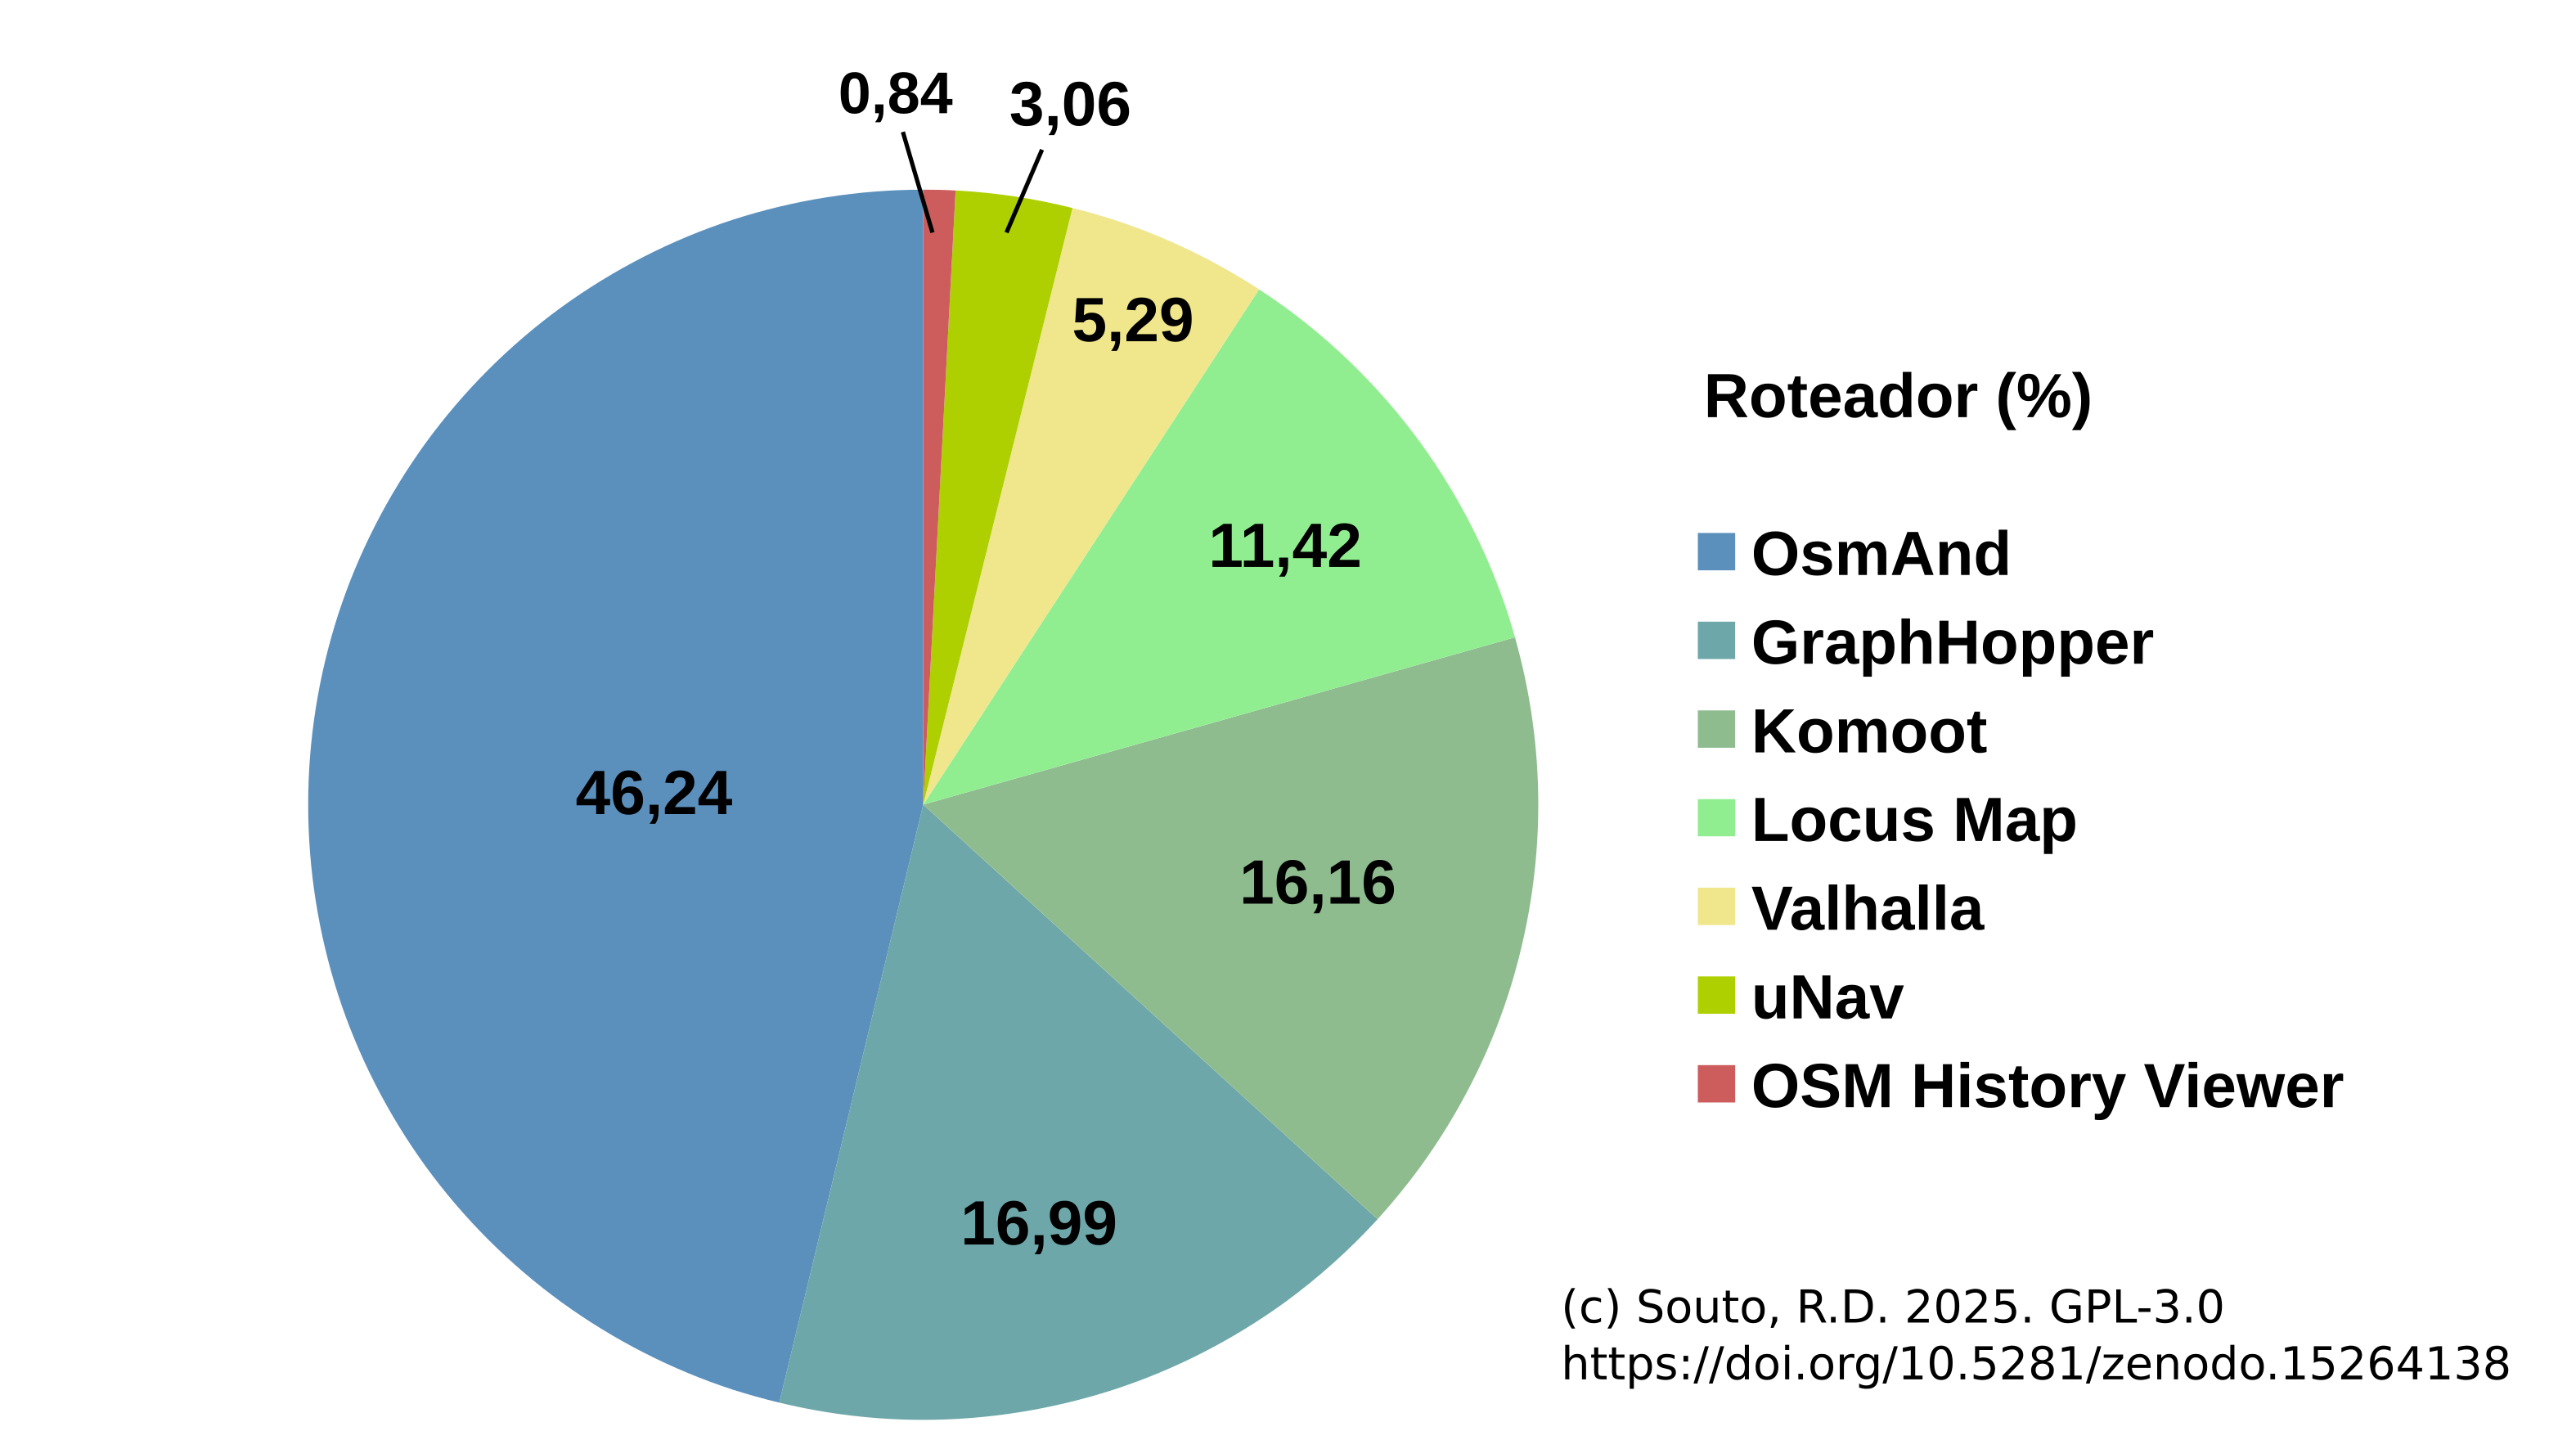 0,84
3,06
5,29
11,42
46,24
16,16
16,99
Roteador (%)
OsmAnd
GraphHopper
Komoot
Locus Map
Valhalla
uNav
OSM History Viewer
(c) Souto, R.D. 2025. GPL-3.0
https://doi.org/10.5281/zenodo.15264138